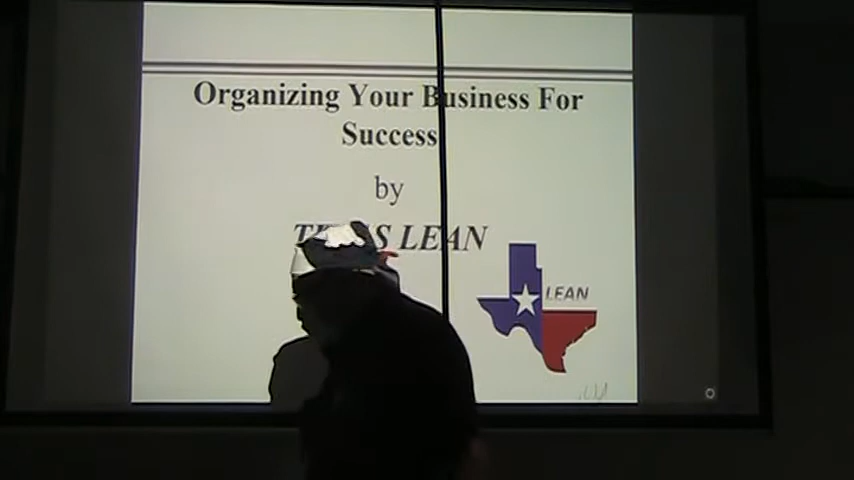 Organizing Your Business For
Success
by
LEAN
LEAN